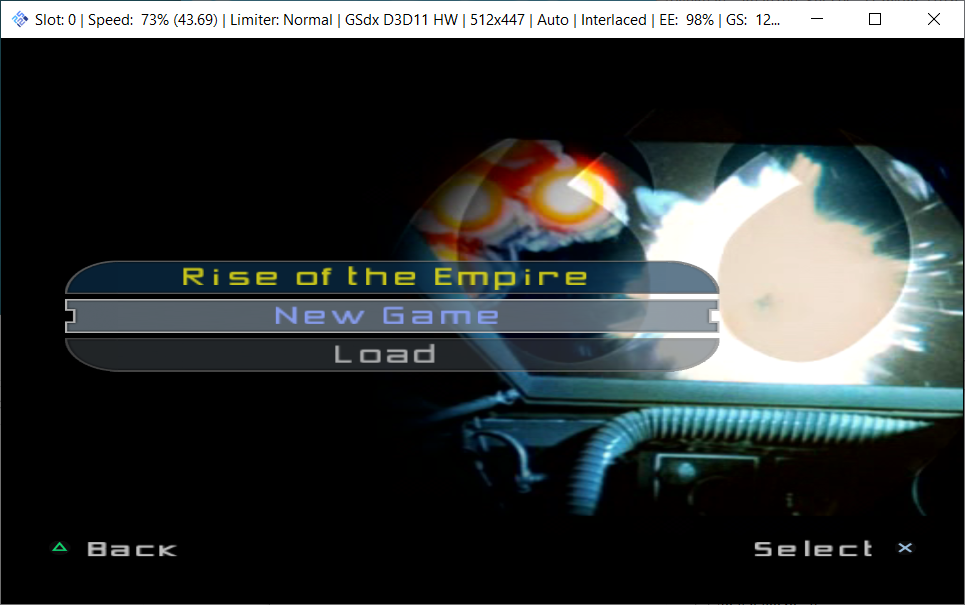 Slot: 0 | Speed: 73% (43.69) | Limiter: Normal | GSdx D3D11 HW | 512x447 | Auto | Interlaced | EE: 98% | GS: 12...
Rise of the Empire
New Game
Load
Back
Select